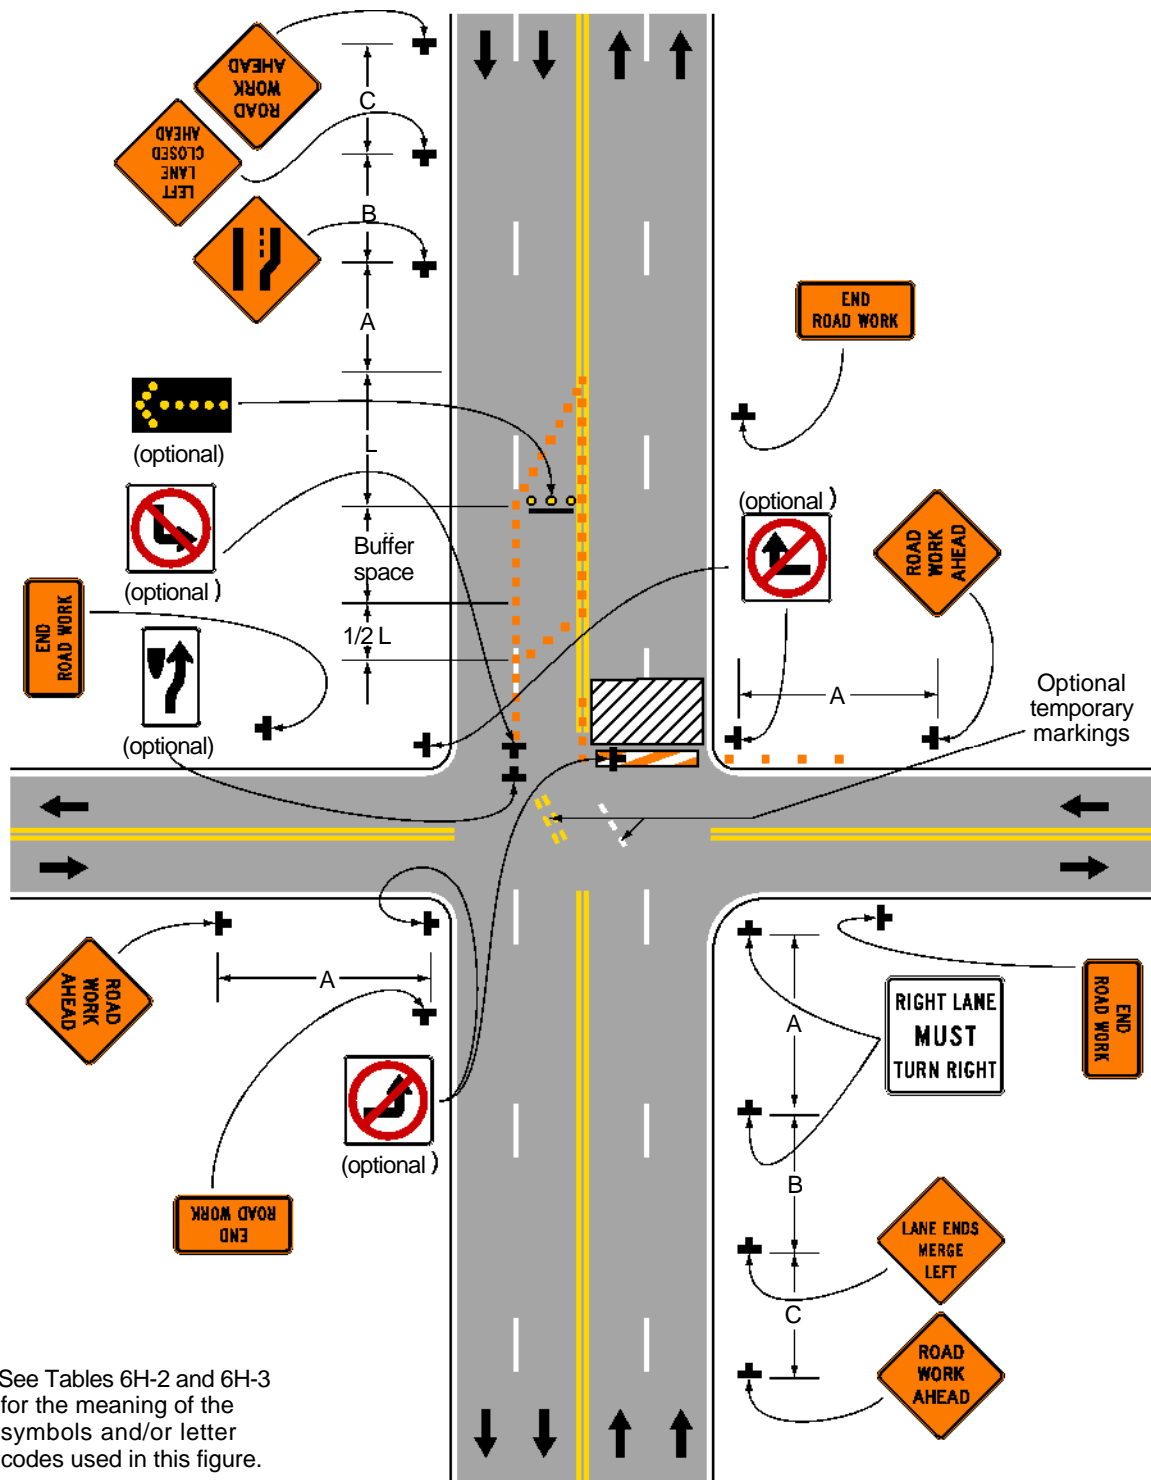 ROAD
WORK
AHEAD
LEFT
LANE
CLOSED
AHEAD
C
B
A
L
(optional)
(optional )
Buffer
space
1/2 L
END
ROAD WORK
(optional)
END
ROAD WORK
(optional )
ROAD
WORK
AHEAD
A
Optional
temporary
markings
ROAD
WORK
AHEAD
A
(optional )
END
ROAD WORK
A
RIGHT LANE
MUST
TURN RIGHT
END
ROAD WORK
B
LANE ENDS
MERGE
LEFT
C
ROAD
WORK
AHEAD
See Tables 6H-2 and 6H-3
for the meaning of the
symbols and/or letter
codes used in this figure.